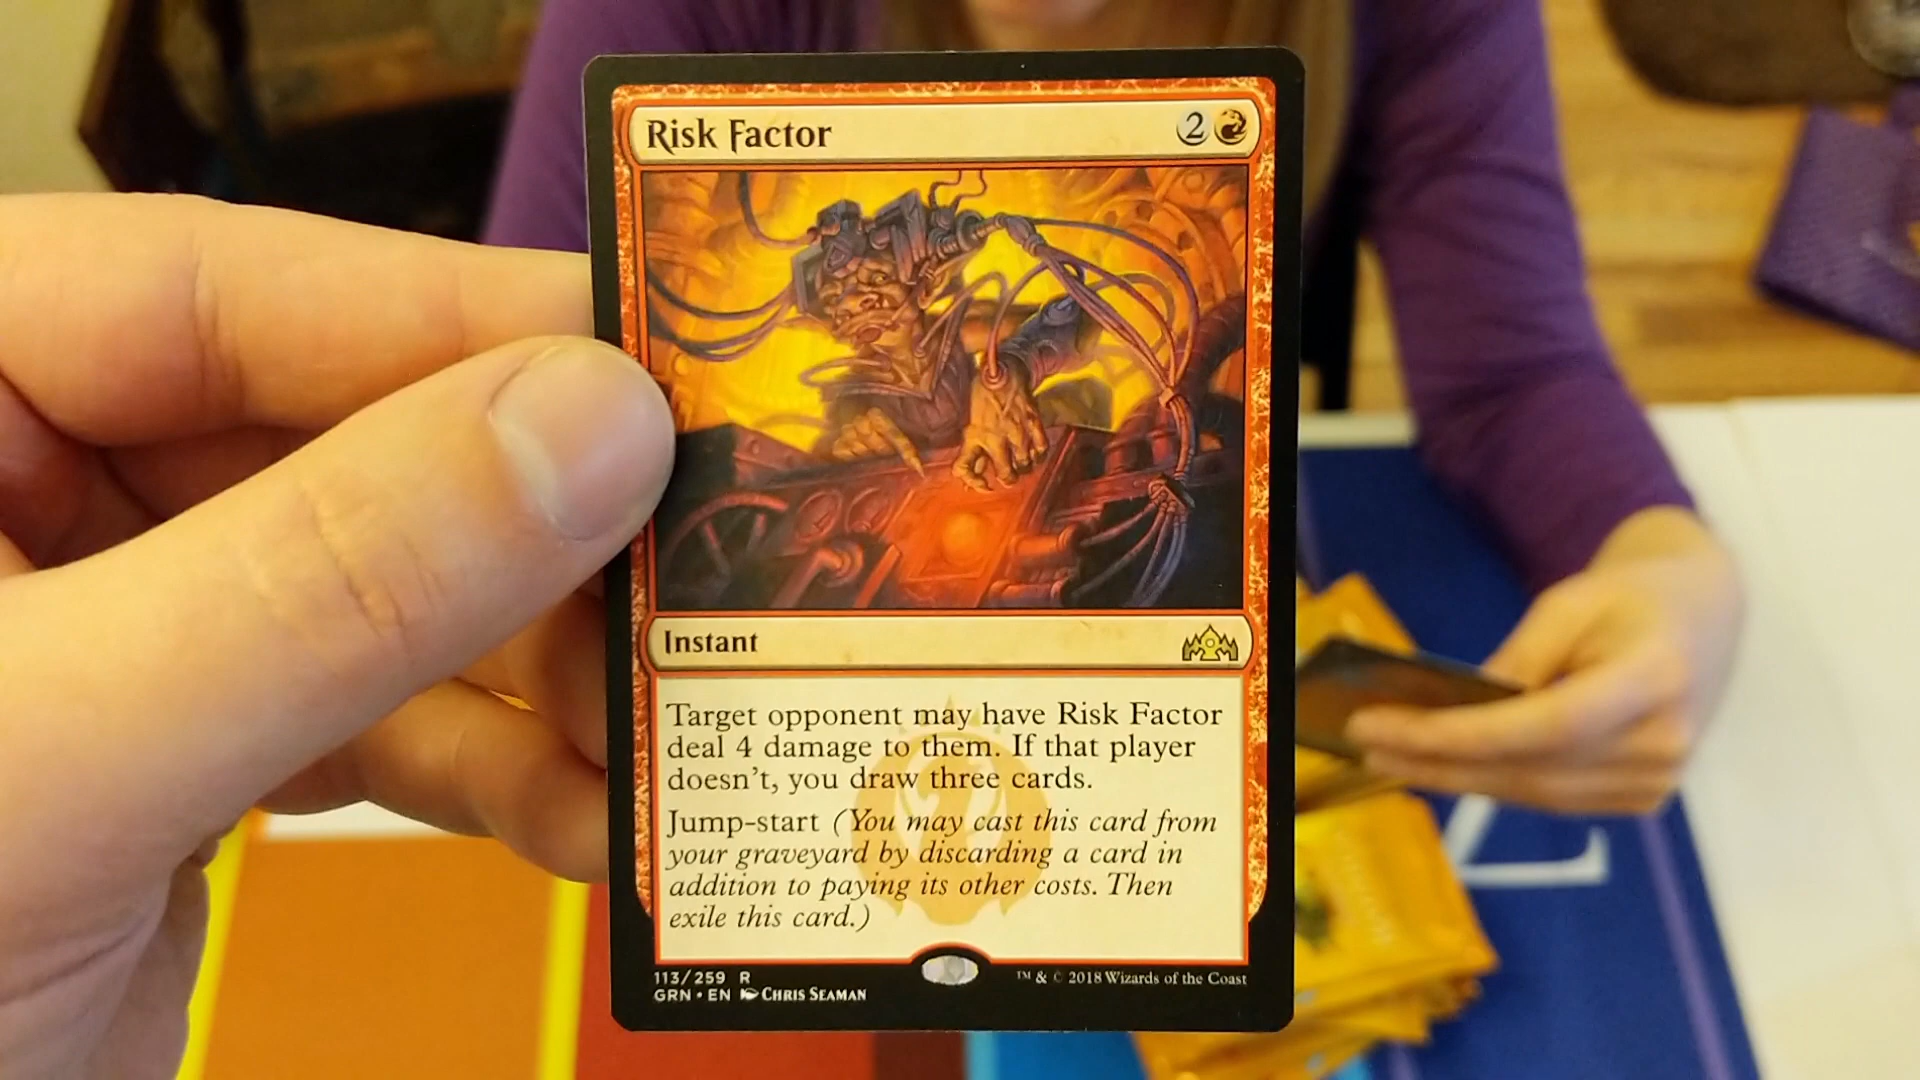 Risk Factor 2
Instant
Target opponent may have Risk Factor
deal 4 damage to them. If that player
doesn't, you draw three cards.
Jump-start (You may cast this card from
your graveyard by discarding a card in
addition to paying its other costs. Then
exile this card.)
113/259 R
GRN • EN Chris Seaman
™ & © 2018 Wizards of the Coast